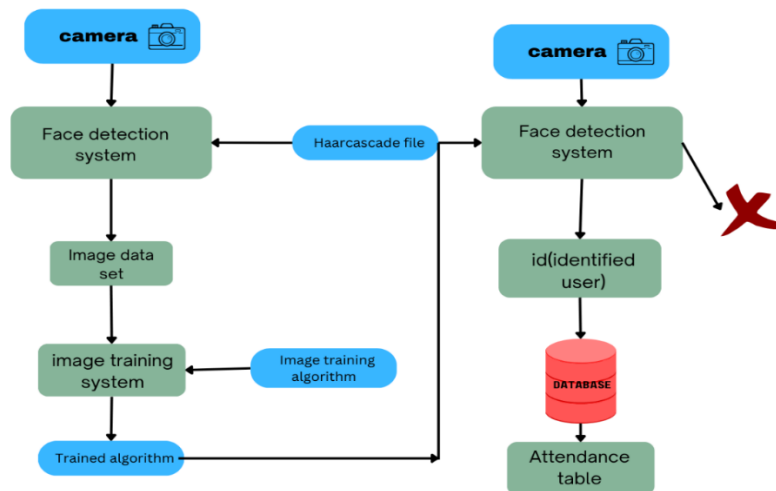 camera
Face detection
system
Haarcascade file
Image data
set
image training
system
Image training
algorithm
Trained algorithm
camera
Face detection
system
id(identified
user)
DATABASE
Attendance
table